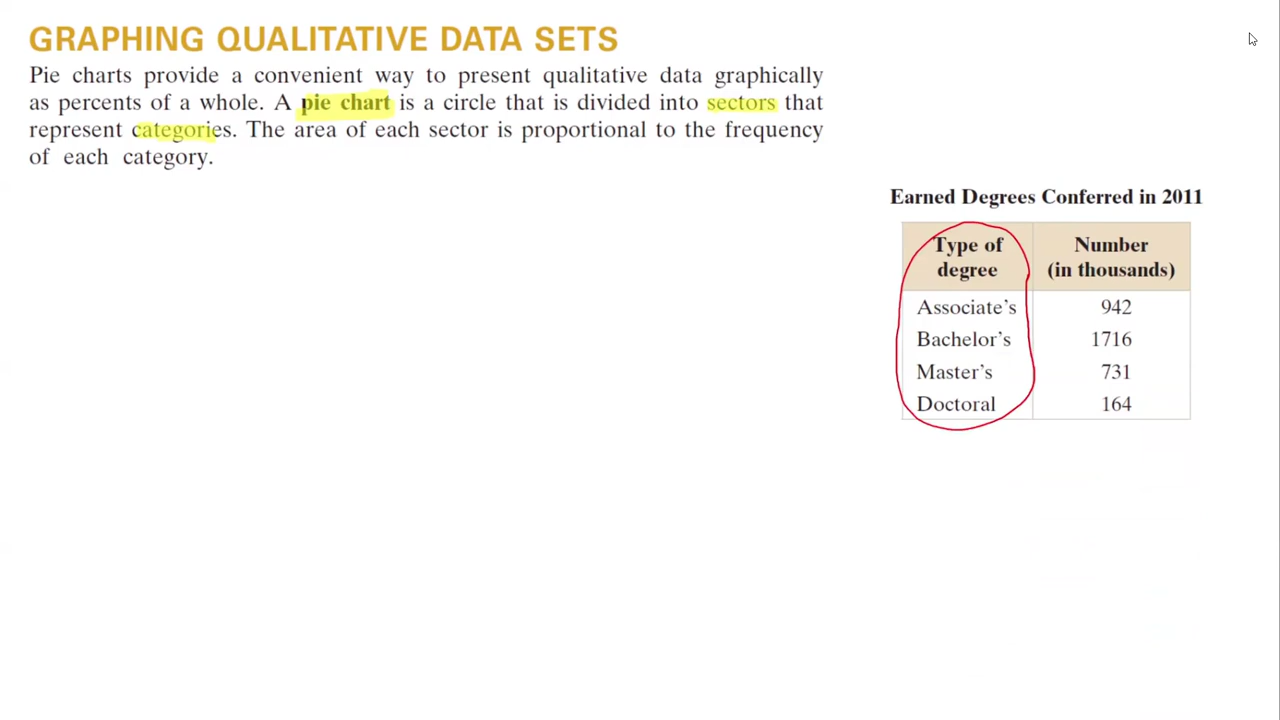 GRAPHING QUALITATIVE DATA SETS
Pie charts provide a convenient way to present qualitative data graphically
as percents of a whole. A pie chart is a circle that is divided into sectors that
represent categories. The area of each sector is proportional to the frequency
of each category.
Earned Degrees Conferred in 2011
Type of degree Number (in thousands)
Associate’s 942
Bachelor’s 1716
Master’s 731
Doctoral 164